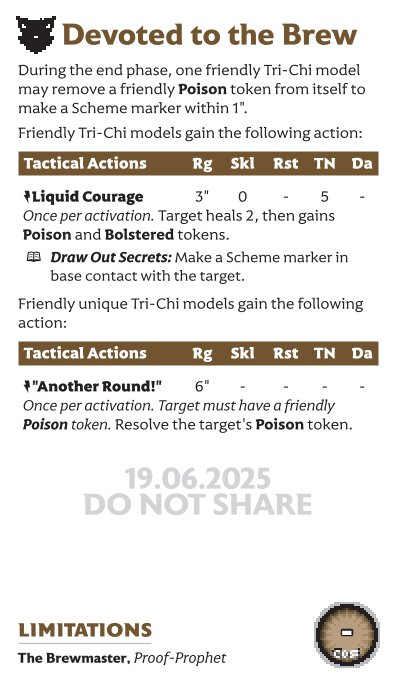 Devoted to the Brew
During the end phase, one friendly Tri-Chi model
may remove a friendly Poison token from itself to
make a Scheme marker within 1".
Friendly Tri-Chi models gain the following action:
Tactical Actions Rg Skl Rst TN Da
Liquid Courage 3" 0 - 5 -
Once per activation. Target heals 2, then gains
Poison and Bolstered tokens.
Draw Out Secrets: Make a Scheme marker in
base contact with the target.
Friendly unique Tri-Chi models gain the following
action:
Tactical Actions Rg Skl Rst TN Da
"Another Round!" 6" - - - -
Once per activation. Target must have a friendly
Poison token. Resolve the target's Poison token.
19.06.2025
DO NOT SHARE
LIMITATIONS
The Brewmaster, Proof-Prophet